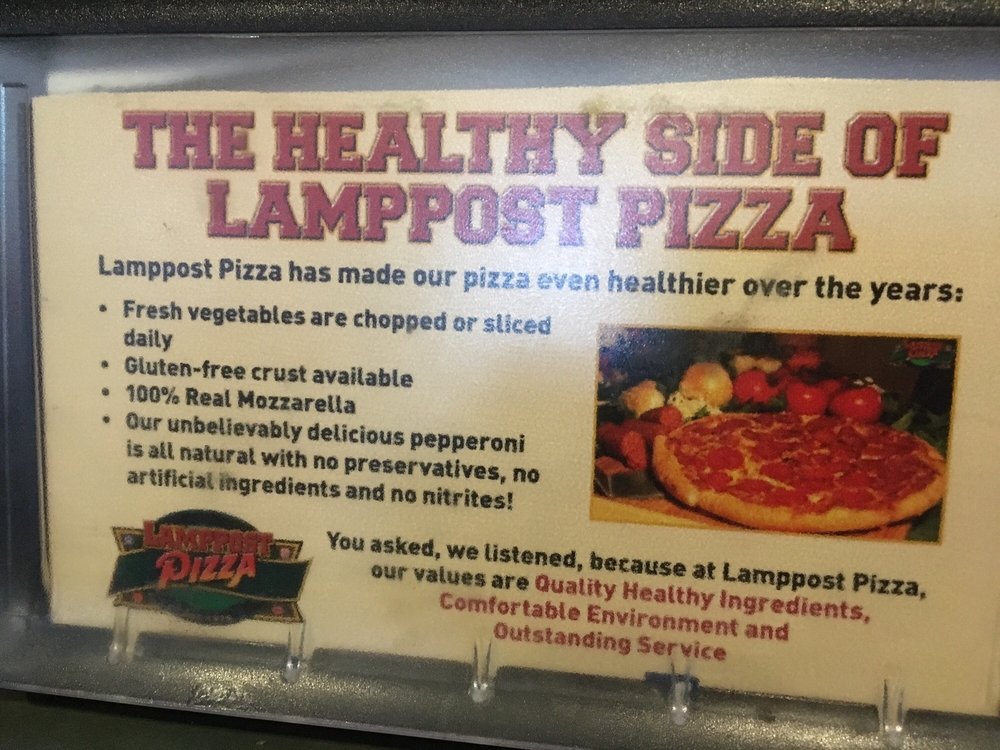 THE HEALTHY SIDE OF
LAMPPOST PIZZA
Lamppost Pizza has made our pizza even healthier over the years:
• Fresh vegetables are chopped or sliced
daily
• Gluten-free crust available
• 100% Real Mozzarella
• Our unbelievably delicious pepperoni
is all natural with no preservatives, no
artificial ingredients and no nitrites!
LAMPPOST
PIZZA
You asked, we listened, because at Lamppost Pizza,
our values are Quality Healthy Ingredients,
Comfortable Environment and
Outstanding Service